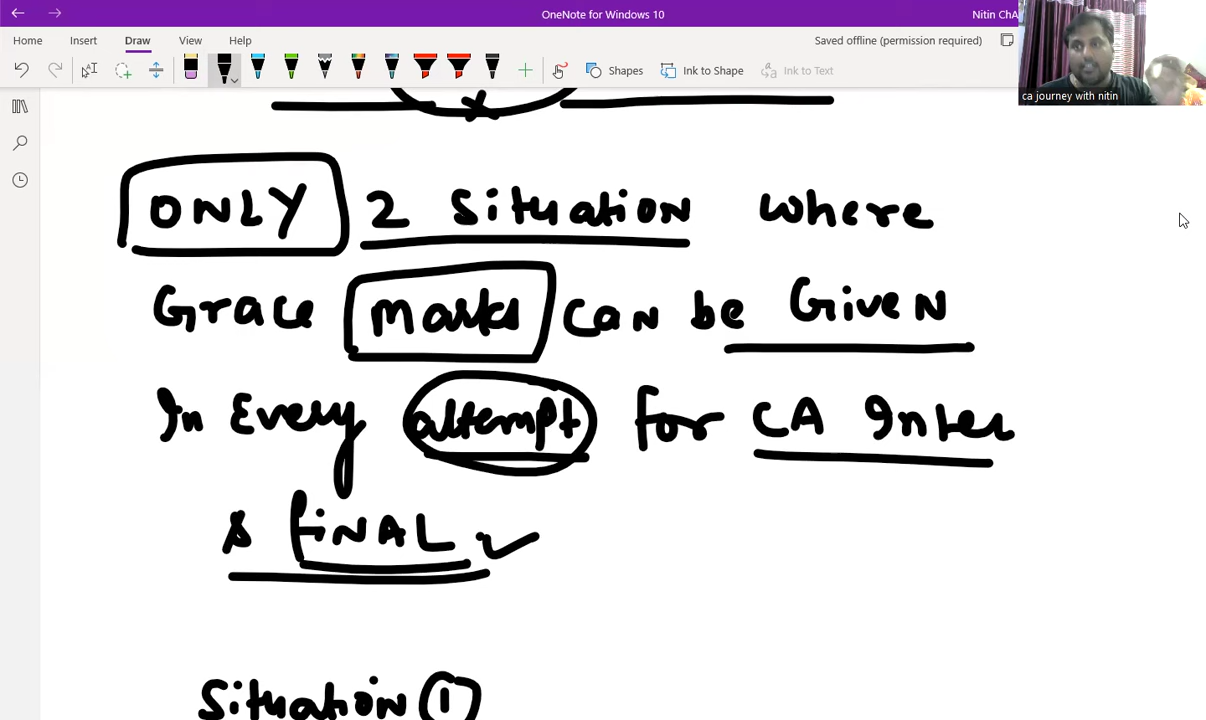 OneNote for Windows 10
Nitin ChA
Home Insert Draw View Help
Saved offline (permission required)
Shapes Ink to Shape Ink to Text
ca journey with nitin
ONLY 2 Situation where
Grace Marks can be Given
In Every attempt for CA Inter
& FINAL
Situation 1